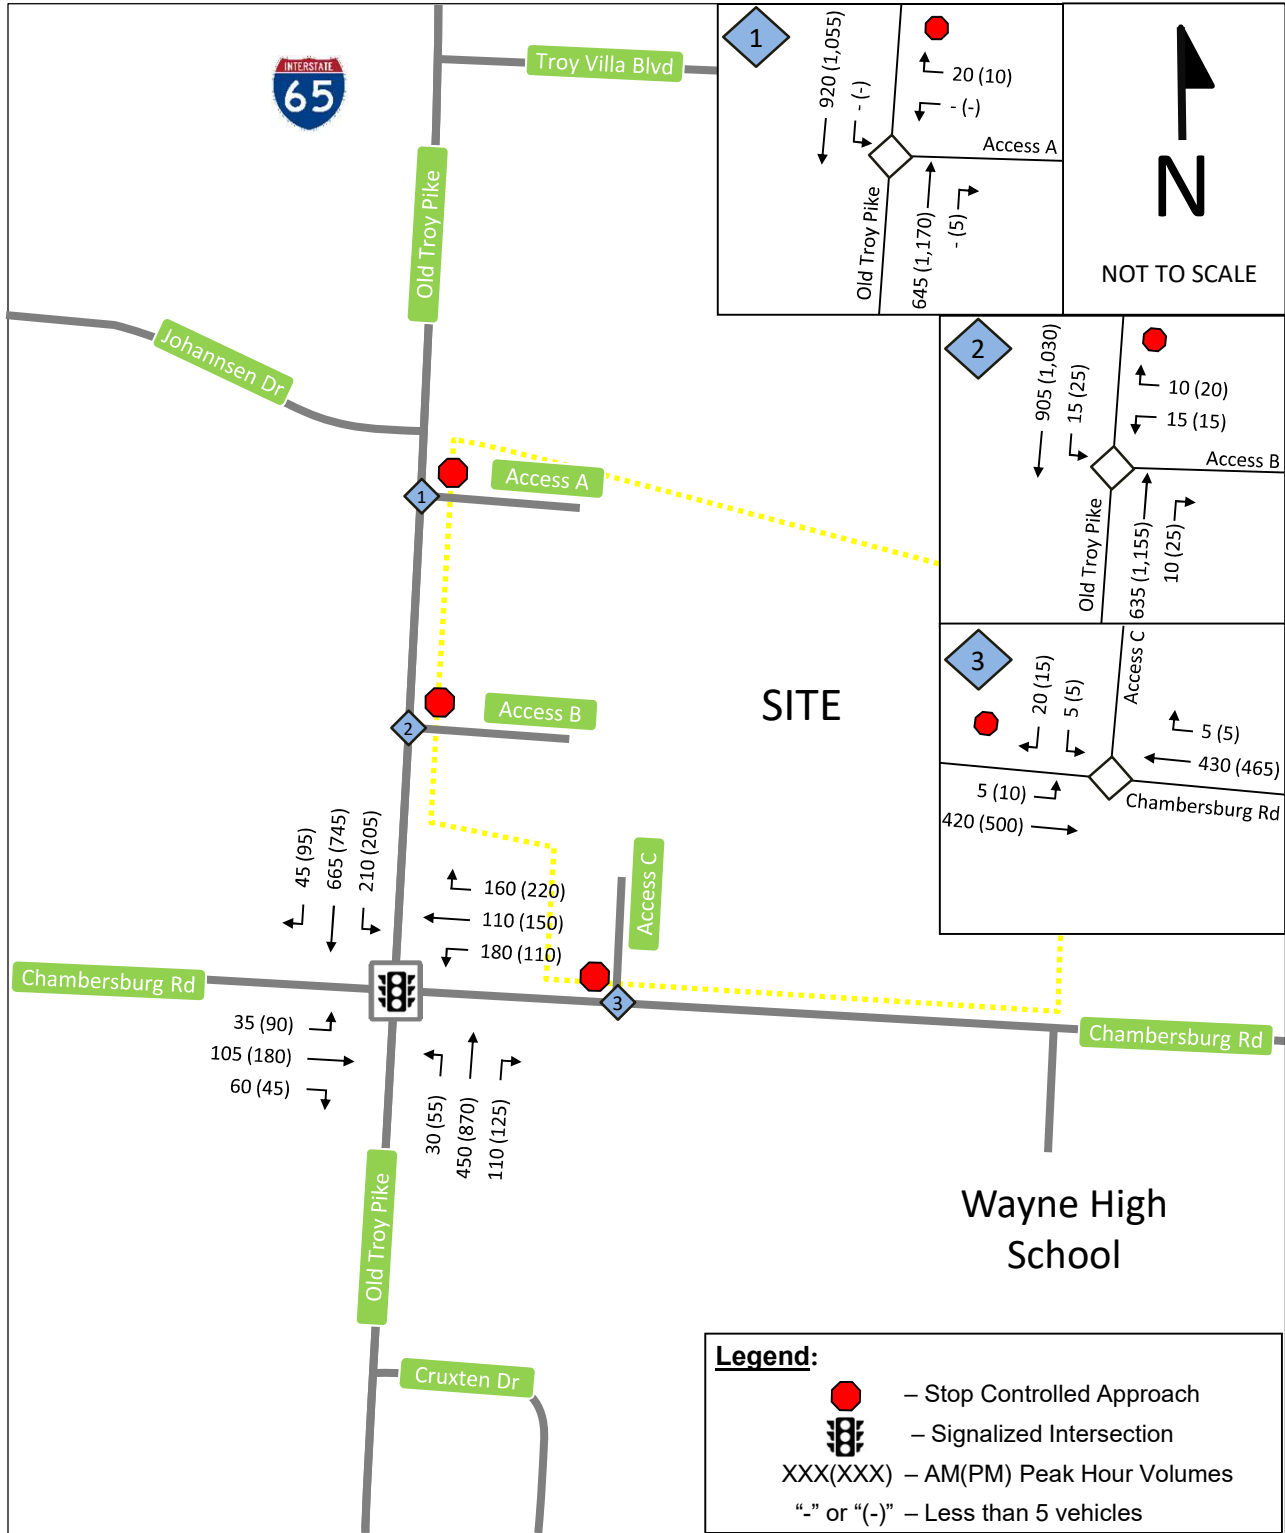 INTERSTATE
65
Troy Villa Blvd
Old Troy Pike
Johannsen Dr
Access A
1
Access B
2
SITE
Access C
3
45 (95)
665 (745)
210 (205)
160 (220)
110 (150)
180 (110)
Chambersburg Rd
35 (90)
105 (180)
60 (45)
30 (55)
450 (870)
110 (125)
Chambersburg Rd
Old Troy Pike
Cruxten Dr
Wayne High
School
1
920 (1,055)
- (-)
20 (10)
- (-)
Access A
Old Troy Pike
645 (1,170)
- (5)
N
NOT TO SCALE
2
905 (1,030)
15 (25)
10 (20)
15 (15)
Access B
Old Troy Pike
635 (1,155)
10 (25)
3
20 (15)
5 (5)
Access C
5 (5)
430 (465)
5 (10)
420 (500)
Chambersburg Rd
Legend:
– Stop Controlled Approach
– Signalized Intersection
XXX(XXX) – AM(PM) Peak Hour Volumes
“-” or “(-)” – Less than 5 vehicles